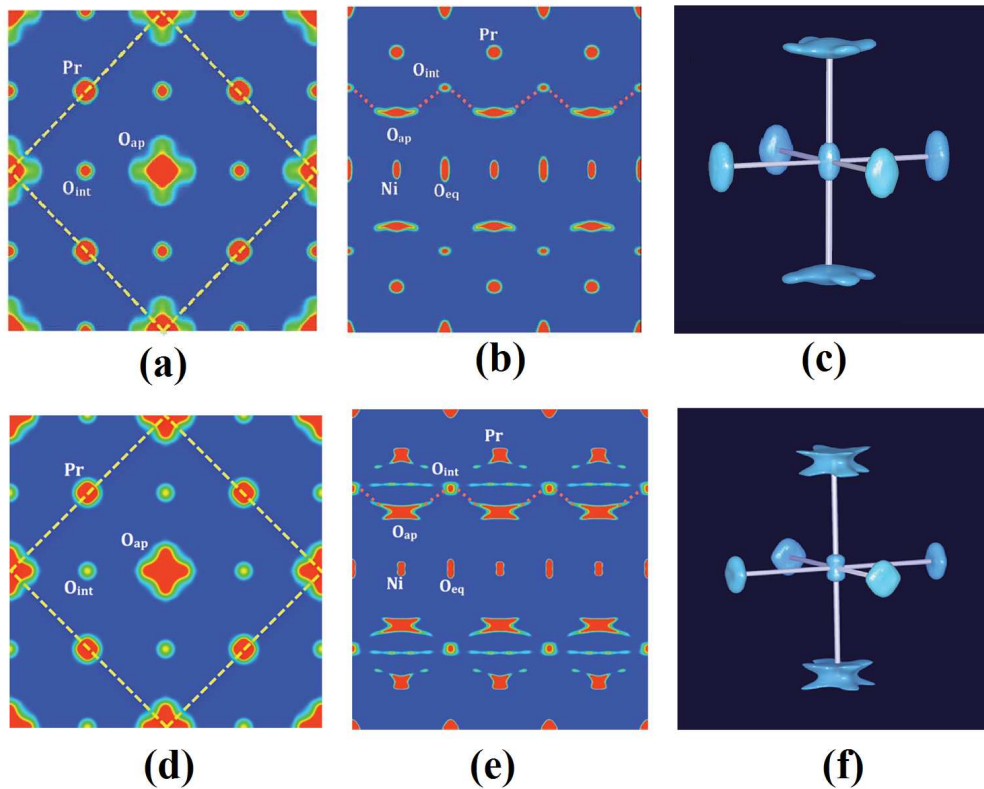 Pr
O_ap
O_int
(a)
Pr
O_int
O_ap
Ni
O_eq
(b)
(c)
Pr
O_ap
O_int
(d)
Pr
O_int
O_ap
Ni
O_eq
(e)
(f)